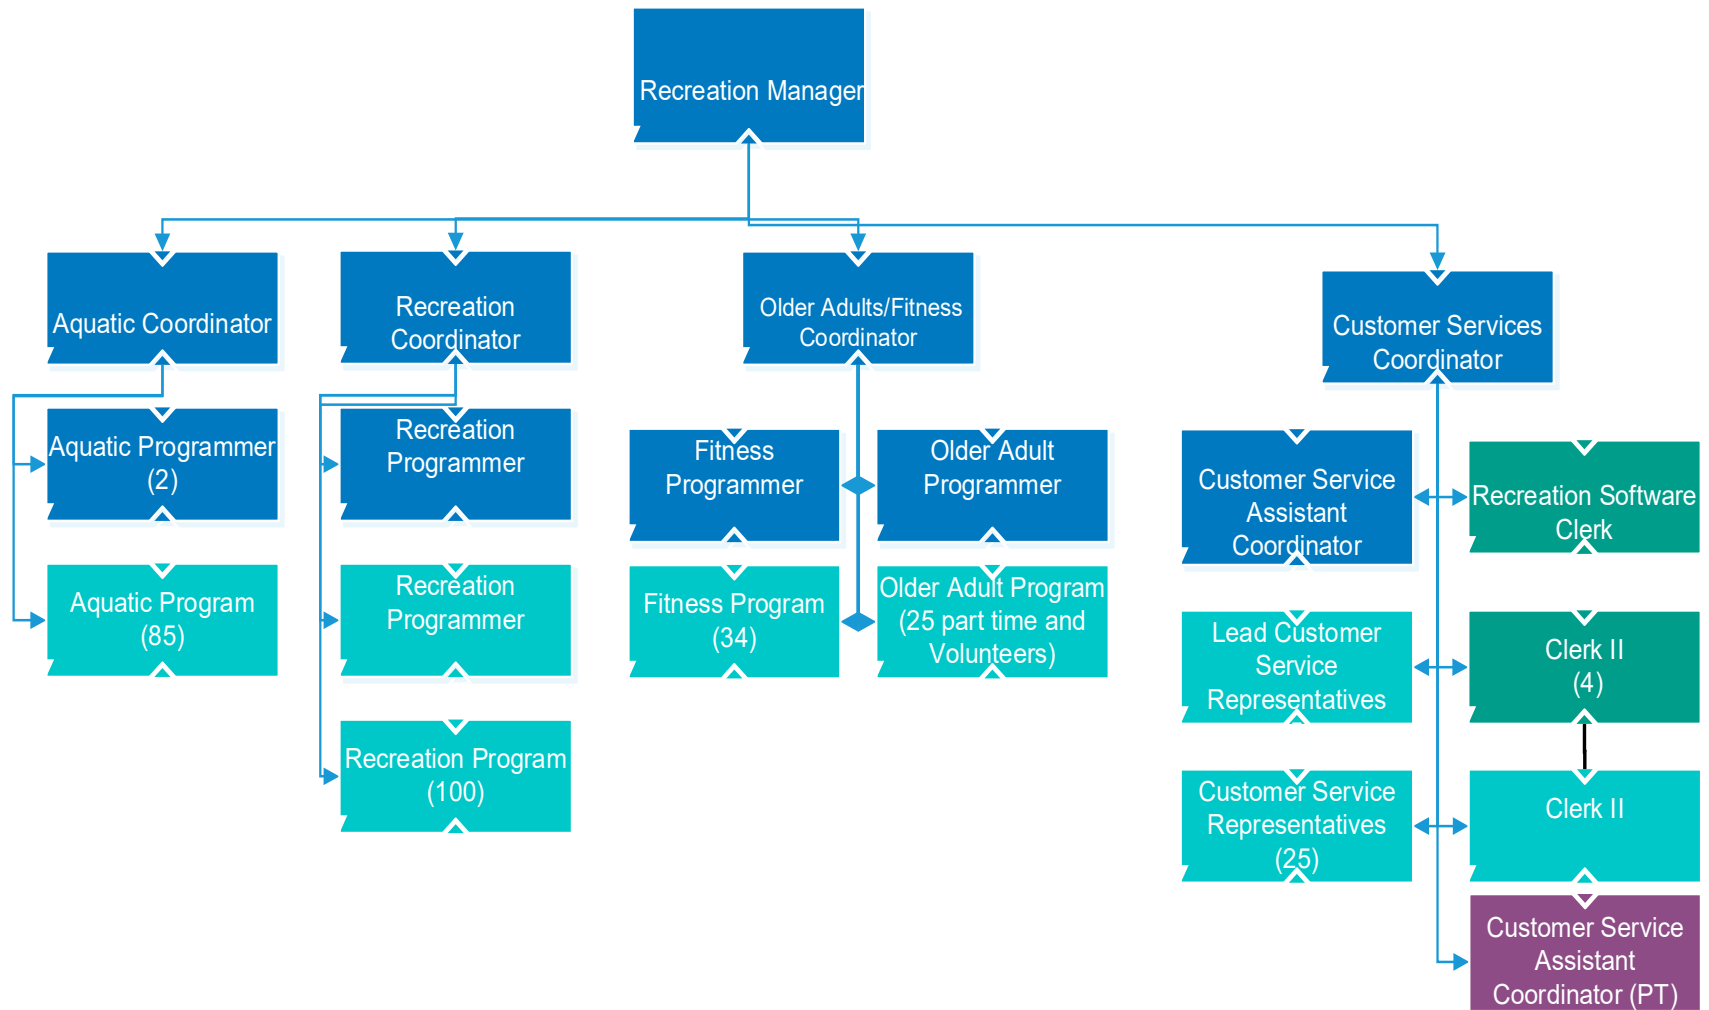 Recreation Manager
Aquatic Coordinator
Recreation
Coordinator
Older Adults/Fitness
Coordinator
Customer Services
Coordinator
Aquatic Programmer
(2)
Recreation
Programmer
Fitness
Programmer
Older Adult
Programmer
Customer Service
Assistant
Coordinator
Recreation Software
Clerk
Aquatic Program
(85)
Recreation
Programmer
Fitness Program
(34)
Older Adult Program
(25 part time and
Volunteers)
Lead Customer
Service
Representatives
Clerk II
(4)
Recreation Program
(100)
Customer Service
Representatives
(25)
Clerk II
Customer Service
Assistant
Coordinator (PT)